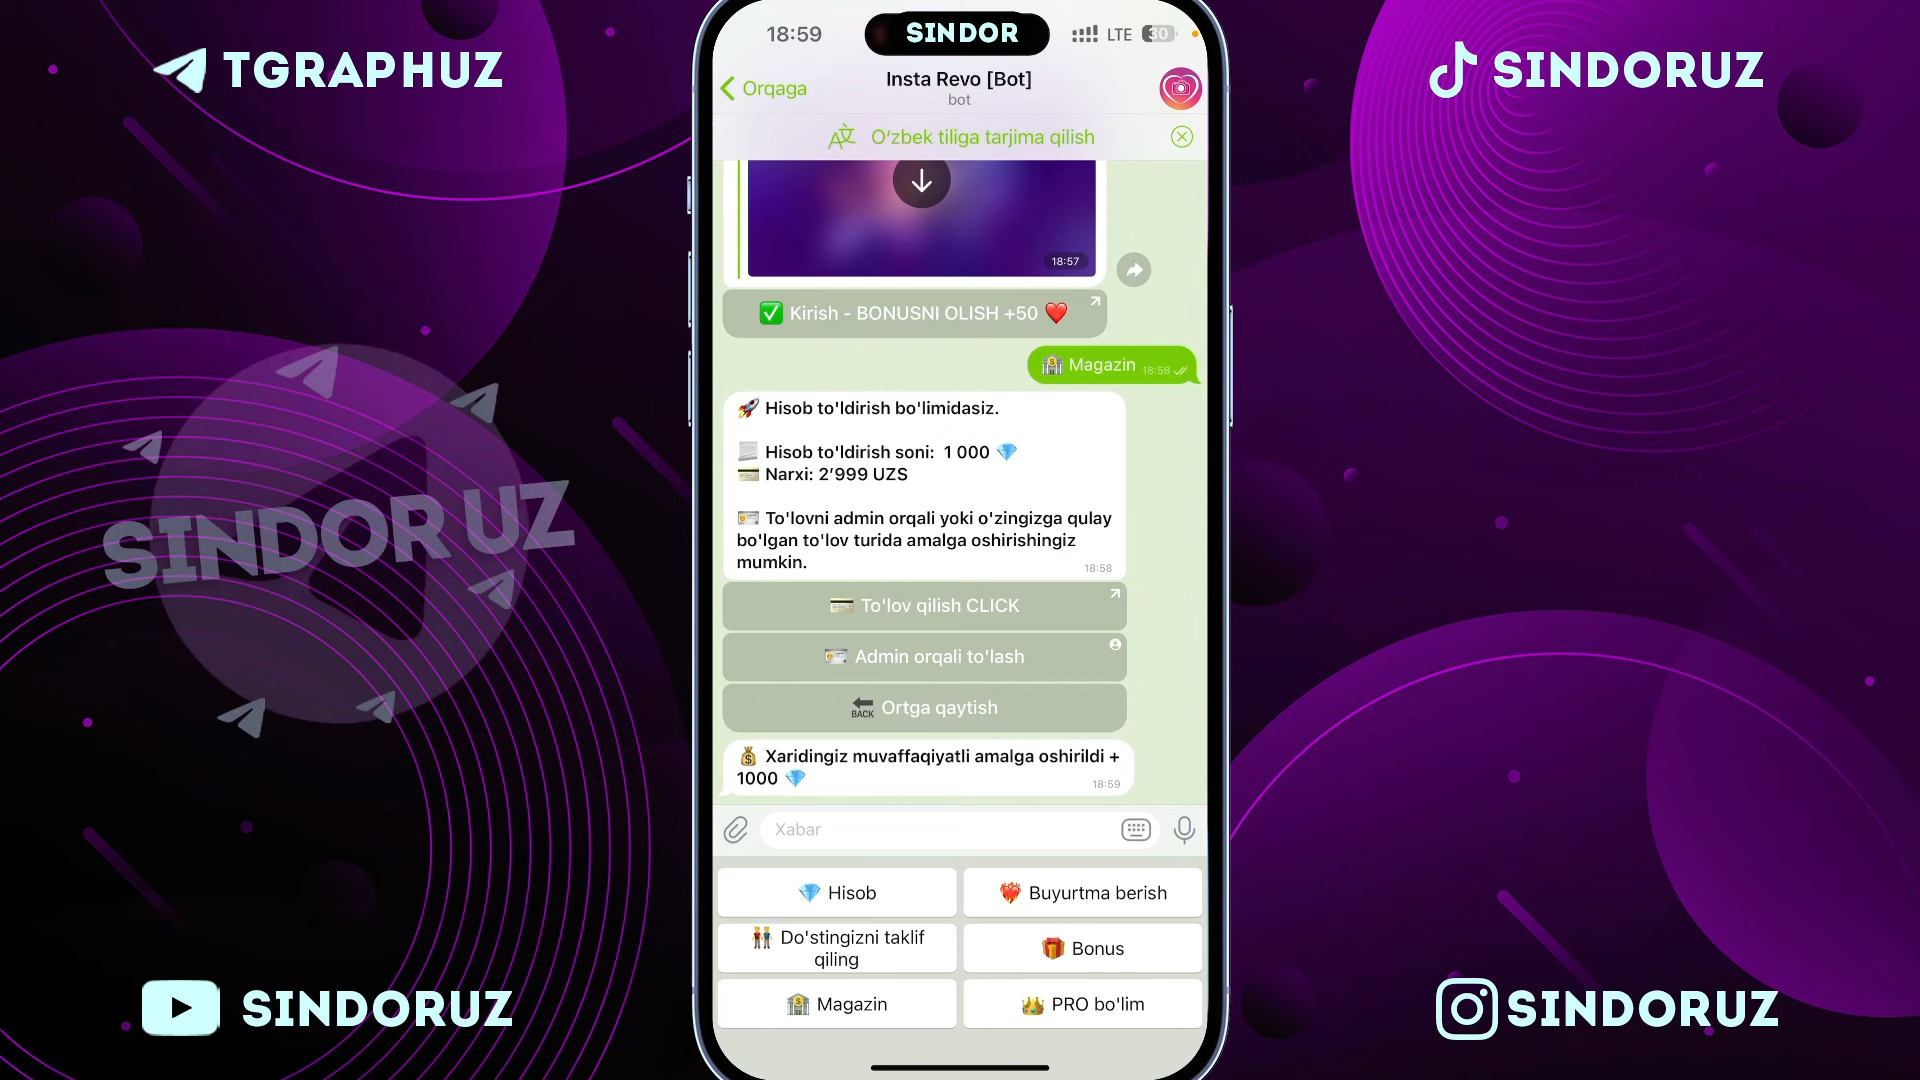 TGRAPHUZ
SINDORUZ
18:59
SINDOR
LTE
30
Orqaga
Insta Revo [Bot]
bot
O‘zbek tiliga tarjima qilish
18:57
Kirish - BONUSNI OLISH +50
Magazin 18:58
Hisob to'ldirish bo'limidasiz.
Hisob to'ldirish soni: 1 000
Narxi: 2’999 UZS
To'lovni admin orqali yoki o'zingizga qulay
bo'lgan to'lov turida amalga oshirishingiz
mumkin.
18:58
To'lov qilish CLICK
Admin orqali to'lash
BACK Ortga qaytish
Xaridingiz muvaffaqiyatli amalga oshirildi +
1000
18:59
Xabar
Hisob
Buyurtma berish
Do'stingizni taklif
qiling
Bonus
Magazin
PRO bo'lim
SINDOR UZ
SINDORUZ
SINDORUZ